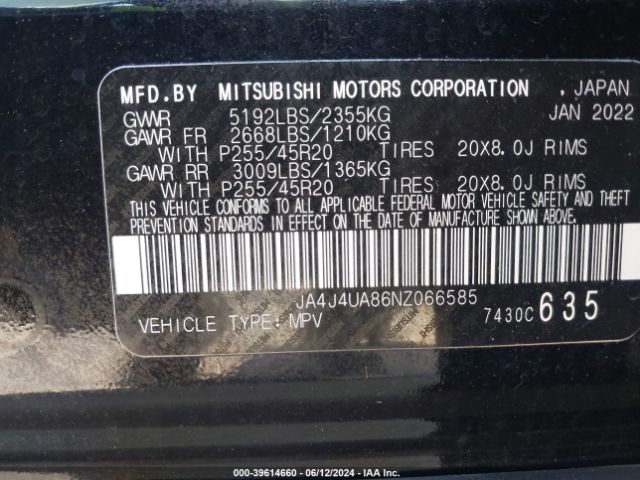 MFD.BY MITSUBISHI MOTORS CORPORATION , JAPAN
GVWR 5192LBS/2355KG JAN 2022
GAWR FR 2668LBS/1210KG
WITH P255/45R20 TIRES 20X8.0J RIMS
GAWR RR 3009LBS/1365KG
WITH P255/45R20 TIRES 20X8.0J RIMS
THIS VEHICLE CONFORMS TO ALL APPLICABLE FEDERAL MOTOR VEHICLE SAFETY AND THEFT
PREVENTION STANDARDS IN EFFECT ON THE DATE OF MANUFACTURE SHOWN ABOVE.
JA4J4UA86NZ066585
VEHICLE TYPE: MPV 7430C 635
000-39614660 - 06/12/2024 - IAA Inc.